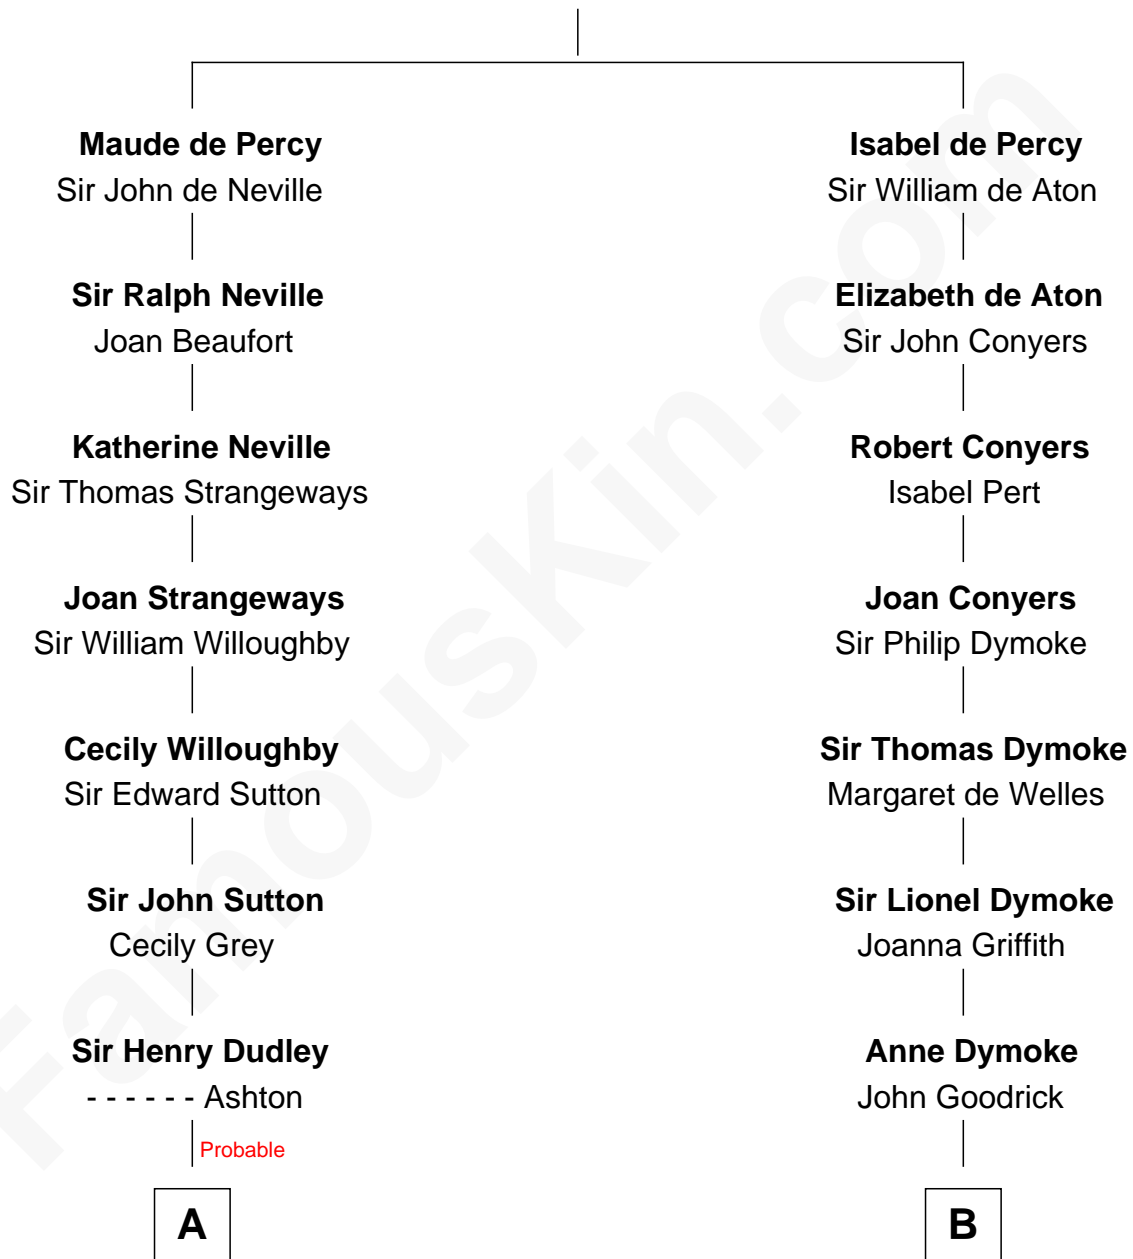 Maude de Percy
Sir John de Neville
Sir Ralph Neville
Joan Beaufort
Katherine Neville
Sir Thomas Strangeways
Joan Strangeways
Sir William Willoughby
Cecily Willoughby
Sir Edward Sutton
Sir John Sutton
Cecily Grey
Sir Henry Dudley
- - - - - - Ashton
Probable
A
Isabel de Percy
Sir William de Aton
Elizabeth de Aton
Sir John Conyers
Robert Conyers
Isabel Pert
Joan Conyers
Sir Philip Dymoke
Sir Thomas Dymoke
Margaret de Welles
Sir Lionel Dymoke
Joanna Griffith
Anne Dymoke
John Goodrick
B
FamousKin.com